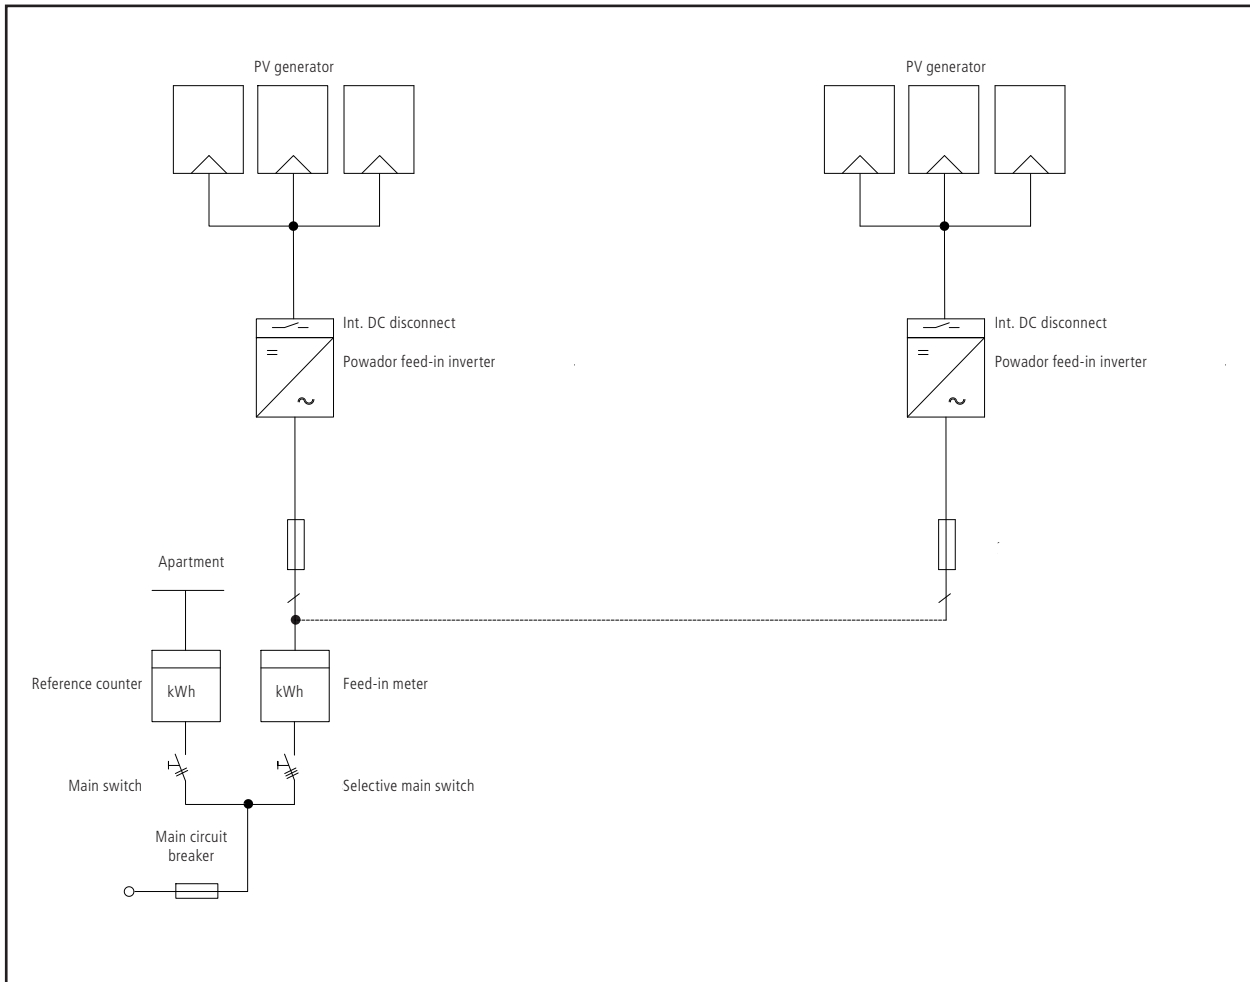 PV generator
PV generator
Int. DC disconnect
Int. DC disconnect
Powador feed-in inverter
Powador feed-in inverter
Apartment
Reference counter
kWh
kWh
Feed-in meter
Main switch
Selective main switch
Main circuit
breaker